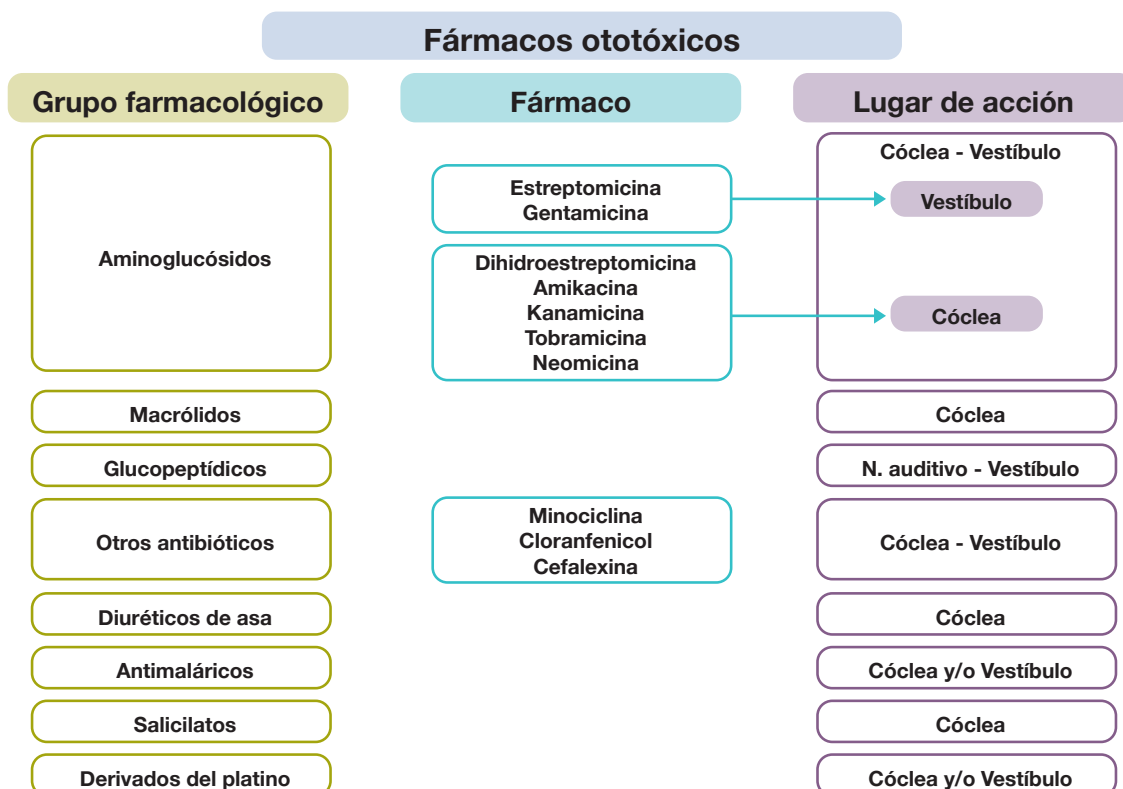 Fármacos ototóxicos
Grupo farmacológico
Fármaco
Lugar de acción
Aminoglucósidos
Estreptomicina
Gentamicina
Dihidroestreptomicina
Amikacina
Kanamicina
Tobramicina
Neomicina
Cóclea - Vestíbulo
Vestíbulo
Cóclea
Macrólidos
Cóclea
Glucopeptídicos
N. auditivo - Vestíbulo
Otros antibióticos
Minociclina
Cloranfenicol
Cefalexina
Cóclea - Vestíbulo
Diuréticos de asa
Cóclea
Antimaláricos
Cóclea y/o Vestíbulo
Salicilatos
Cóclea
Derivados del platino
Cóclea y/o Vestíbulo